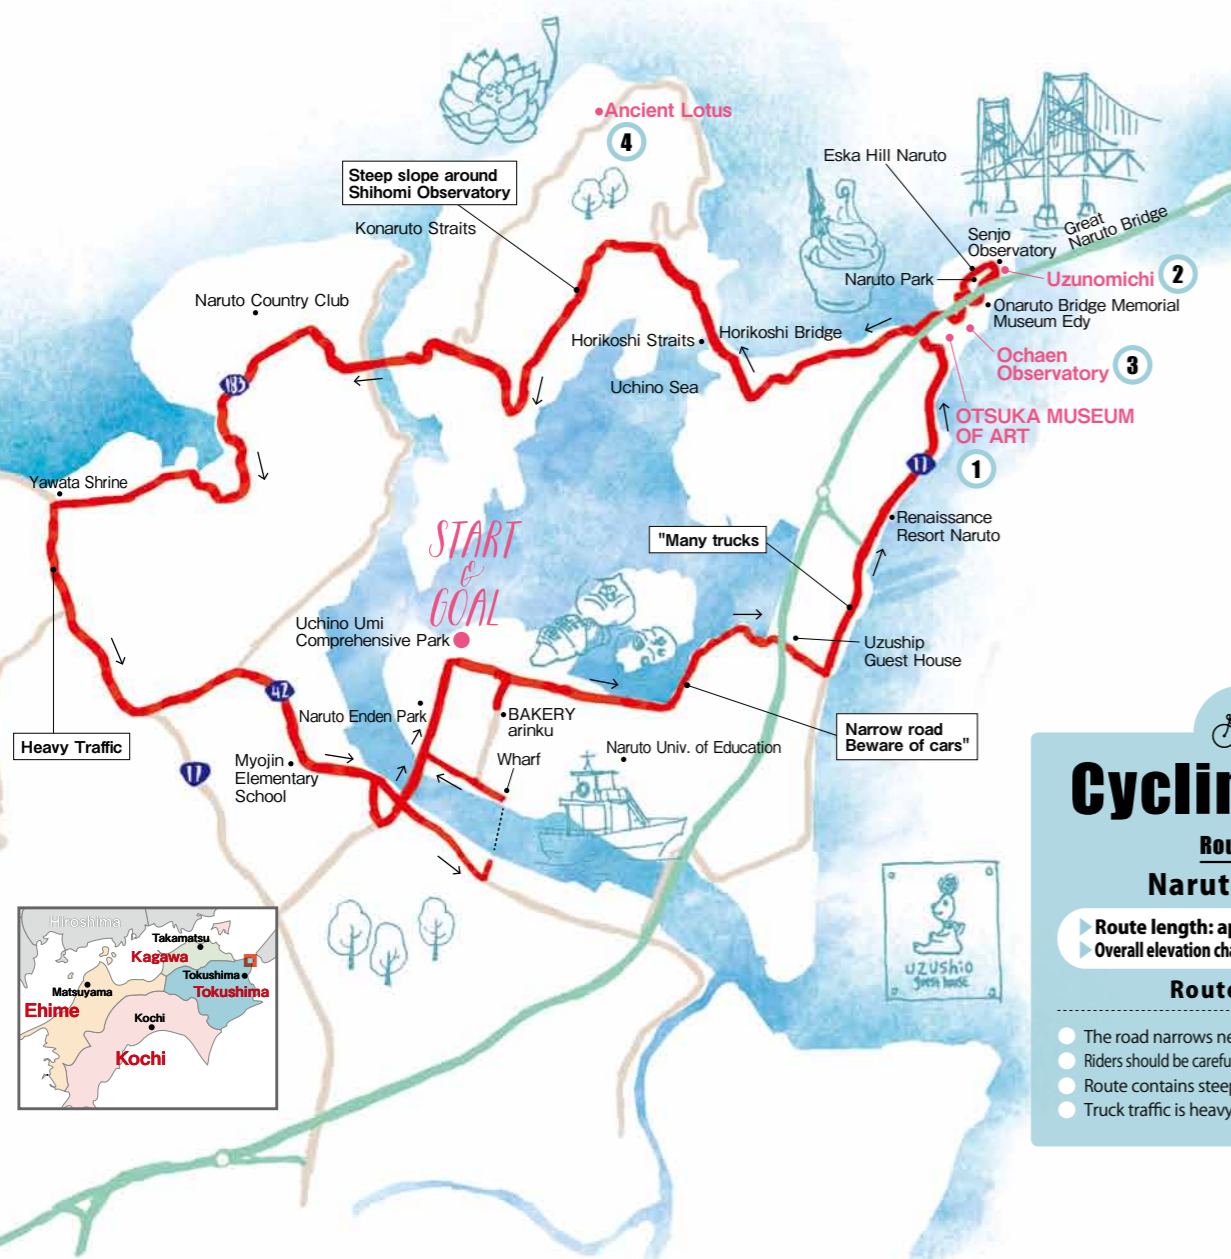 Ancient Lotus
4
Steep slope around
Shihomi Observatory
Konaruto Straits
Eska Hill Naruto
Great
Naruto Bridge
Senjo
Observatory
Naruto Park
Uzunomichi
2
Naruto Country Club
Onaruto Bridge Memorial
Museum Edy
Horikoshi Straits
Horikoshi Bridge
Ochaen
Observatory
3
Uchino Sea
183
OTSUKA MUSEUM
OF ART
1
11
Yawata Shrine
Renaissance
Resort Naruto
START
&
GOAL
"Many trucks
Uchino Umi
Comprehensive Park
Uzuship
Guest House
42
Naruto Enden Park
BAKERY
arinku
Narrow road
Beware of cars"
Heavy Traffic
Naruto Univ. of Education
Wharf
Myojin
Elementary
School
11
Cyclin
Rou
Narut
Route length: ap
Overall elevation cha
Route
The road narrows ne
Riders should be carefu
Route contains steep
Truck traffic is heavy
uzushio
guest house
Hiroshima
Takamatsu
Kagawa
Tokushima
Tokushima
Matsuyama
Ehime
Kochi
Kochi